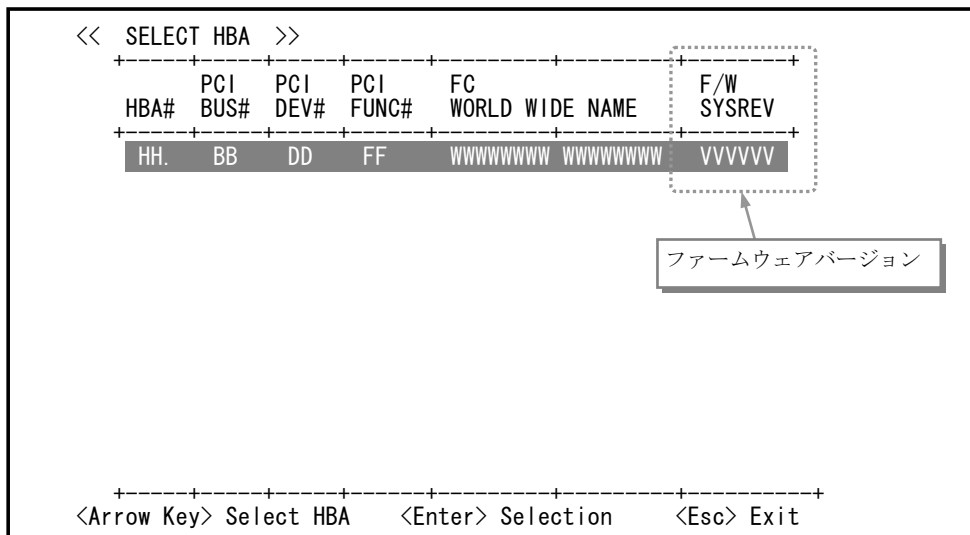 << SELECT HBA >>
+-----+-----+-----+------+---------+---------+--------+
PCI PCI PCI FC F/W
HBA# BUS# DEV# FUNC# WORLD WIDE NAME SYSREV
+-----+-----+-----+------+---------+---------+--------+
HH. BB DD FF WWWWWWWW WWWWWWWW VVVVVV
ファームウェアバージョン
+-----+-----+-----+------+---------+---------+----------+
<Arrow Key> Select HBA <Enter> Selection <Esc> Exit